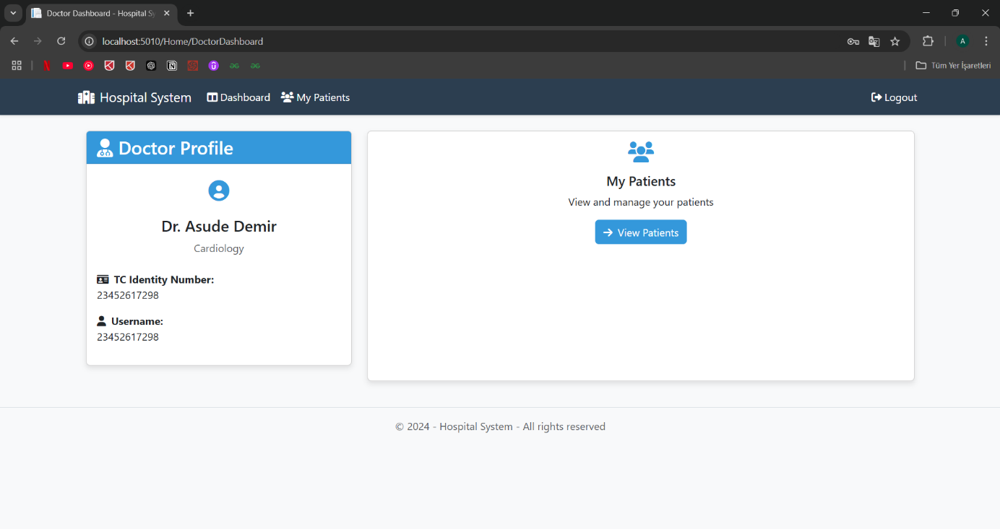 Doctor Dashboard - Hospital Sy
localhost:5010/Home/DoctorDashboard
A
Tüm Yer İşaretleri
Hospital System
Dashboard
My Patients
Logout
Doctor Profile
Dr. Asude Demir
Cardiology
TC Identity Number:
23452617298
Username:
23452617298
My Patients
View and manage your patients
View Patients
© 2024 - Hospital System - All rights reserved